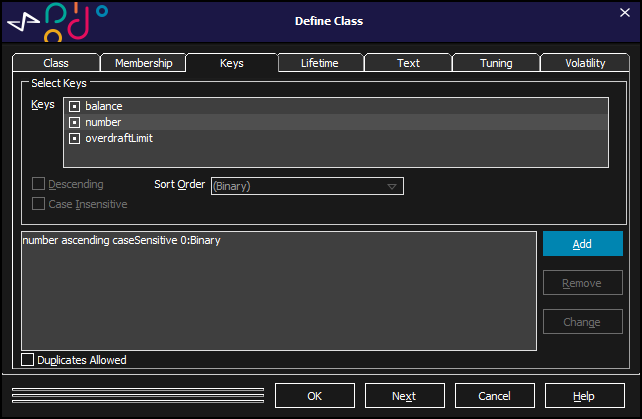 Define Class
Class Membership Keys Lifetime Text Tuning Volatility
Select Keys
Keys
balance
number
overdraftLimit
Descending Sort Order (Binary)
Case Insensitive
number ascending caseSensitive 0:Binary
Add
Remove
Change
Duplicates Allowed
OK Next Cancel Help